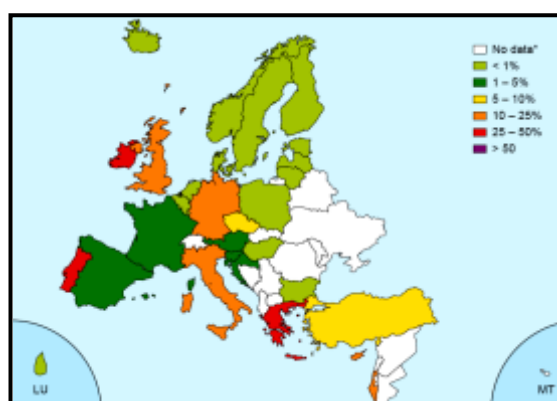 No data*
< 1%
1 – 5%
5 – 10%
10 – 25%
25 – 50%
> 50
LU
MT